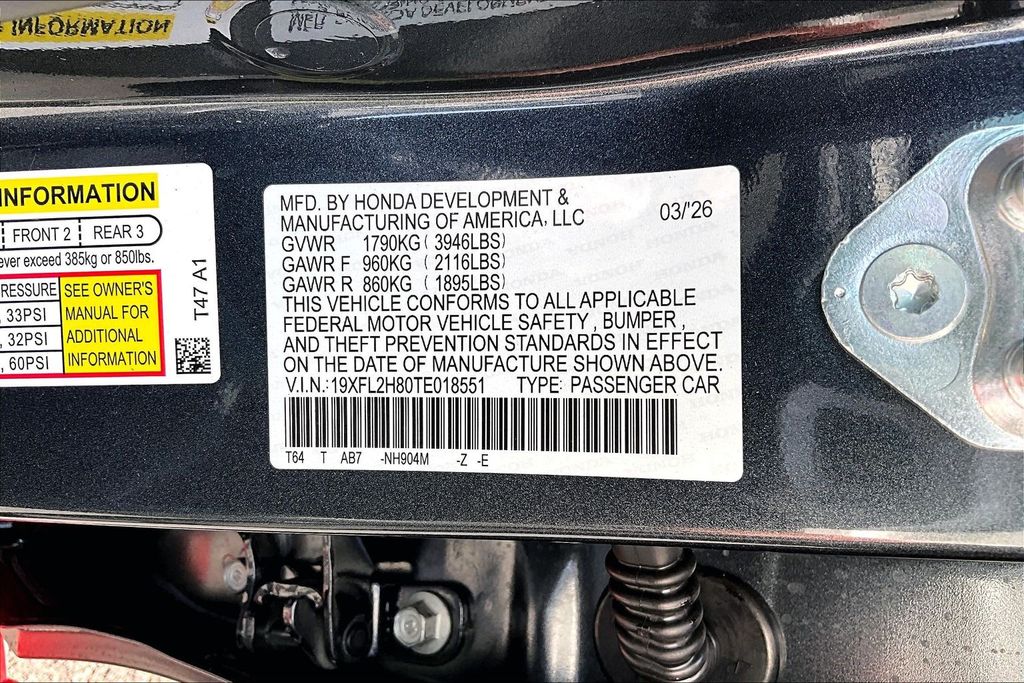 INFORMATION
FRONT 2 REAR 3
ever exceed 385kg or 850lbs.
PRESSURE
, 33PSI
, 32PSI
, 60PSI
SEE OWNER'S
MANUAL FOR
ADDITIONAL
INFORMATION
T47 A1
MFD. BY HONDA DEVELOPMENT &
MANUFACTURING OF AMERICA, LLC 03/'26
GVWR 1790KG ( 3946LBS)
GAWR F 960KG ( 2116LBS)
GAWR R 860KG ( 1895LBS)
THIS VEHICLE CONFORMS TO ALL APPLICABLE
FEDERAL MOTOR VEHICLE SAFETY , BUMPER ,
AND THEFT PREVENTION STANDARDS IN EFFECT
ON THE DATE OF MANUFACTURE SHOWN ABOVE.
V.I.N.:19XFL2H80TE018551 TYPE: PASSENGER CAR
T64 T AB7 -NH904M -Z -E